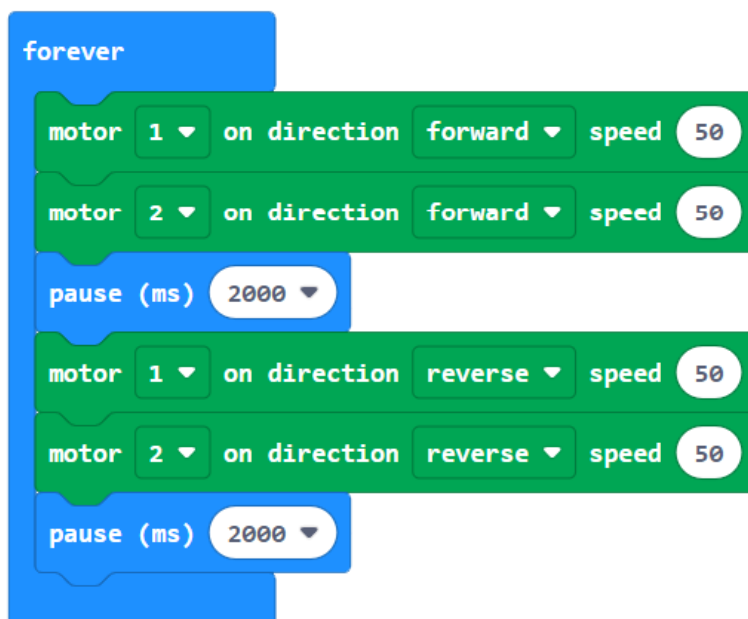 forever
motor 1 on direction forward speed 50
motor 2 on direction forward speed 50
pause (ms) 2000
motor 1 on direction reverse speed 50
motor 2 on direction reverse speed 50
pause (ms) 2000